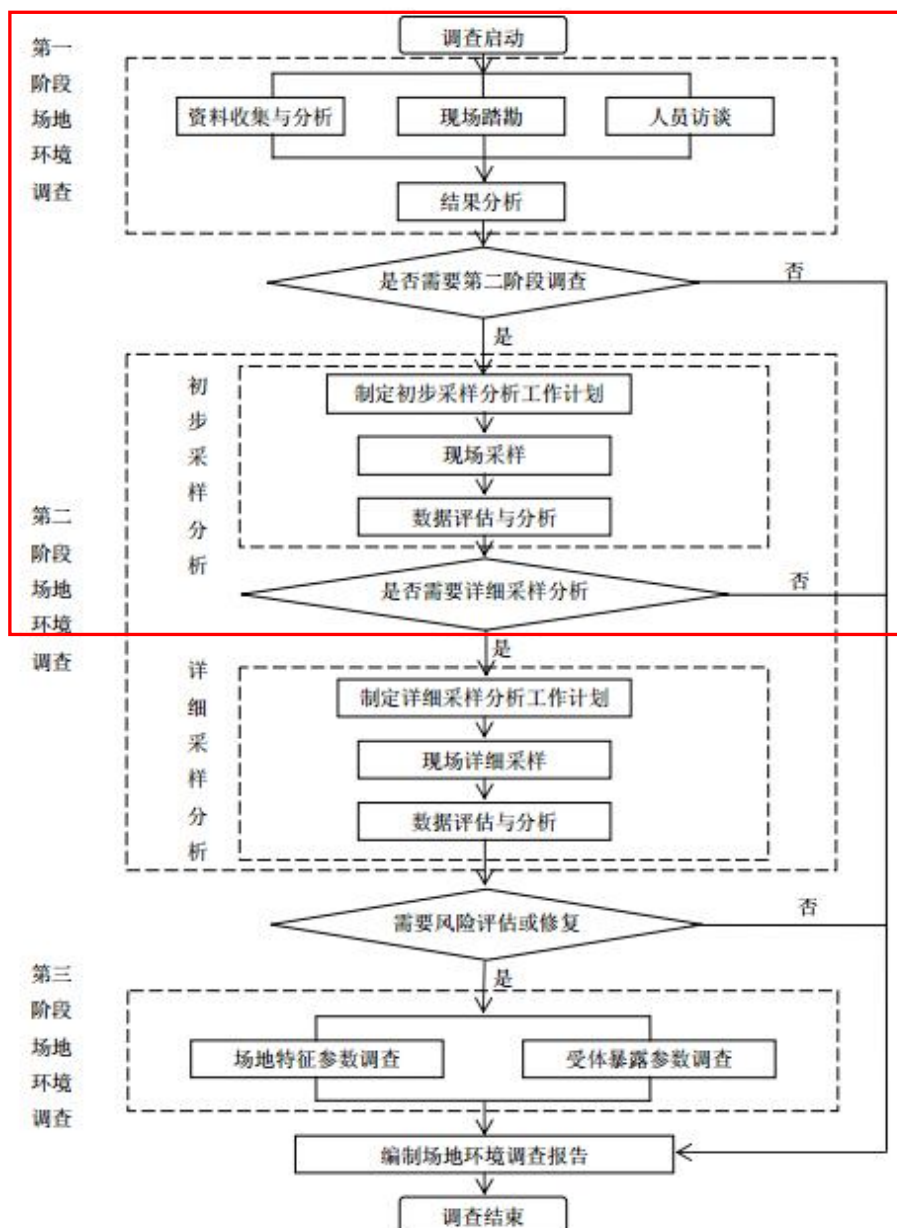 调查启动
第一
阶段
场地
环境
调查
资料收集与分析
现场踏勘
人员访谈
结果分析
是否需要第二阶段调查
否
是
初
步
采
样
分
析
制定初步采样分析工作计划
现场采样
数据评估与分析
第二
阶段
场地
环境
调查
是否需要详细采样分析
否
是
详
细
采
样
分
析
制定详细采样分析工作计划
现场详细采样
数据评估与分析
需要风险评估或修复
否
是
第三
阶段
场地
环境
调查
场地特征参数调查
受体暴露参数调查
编制场地环境调查报告
调查结束